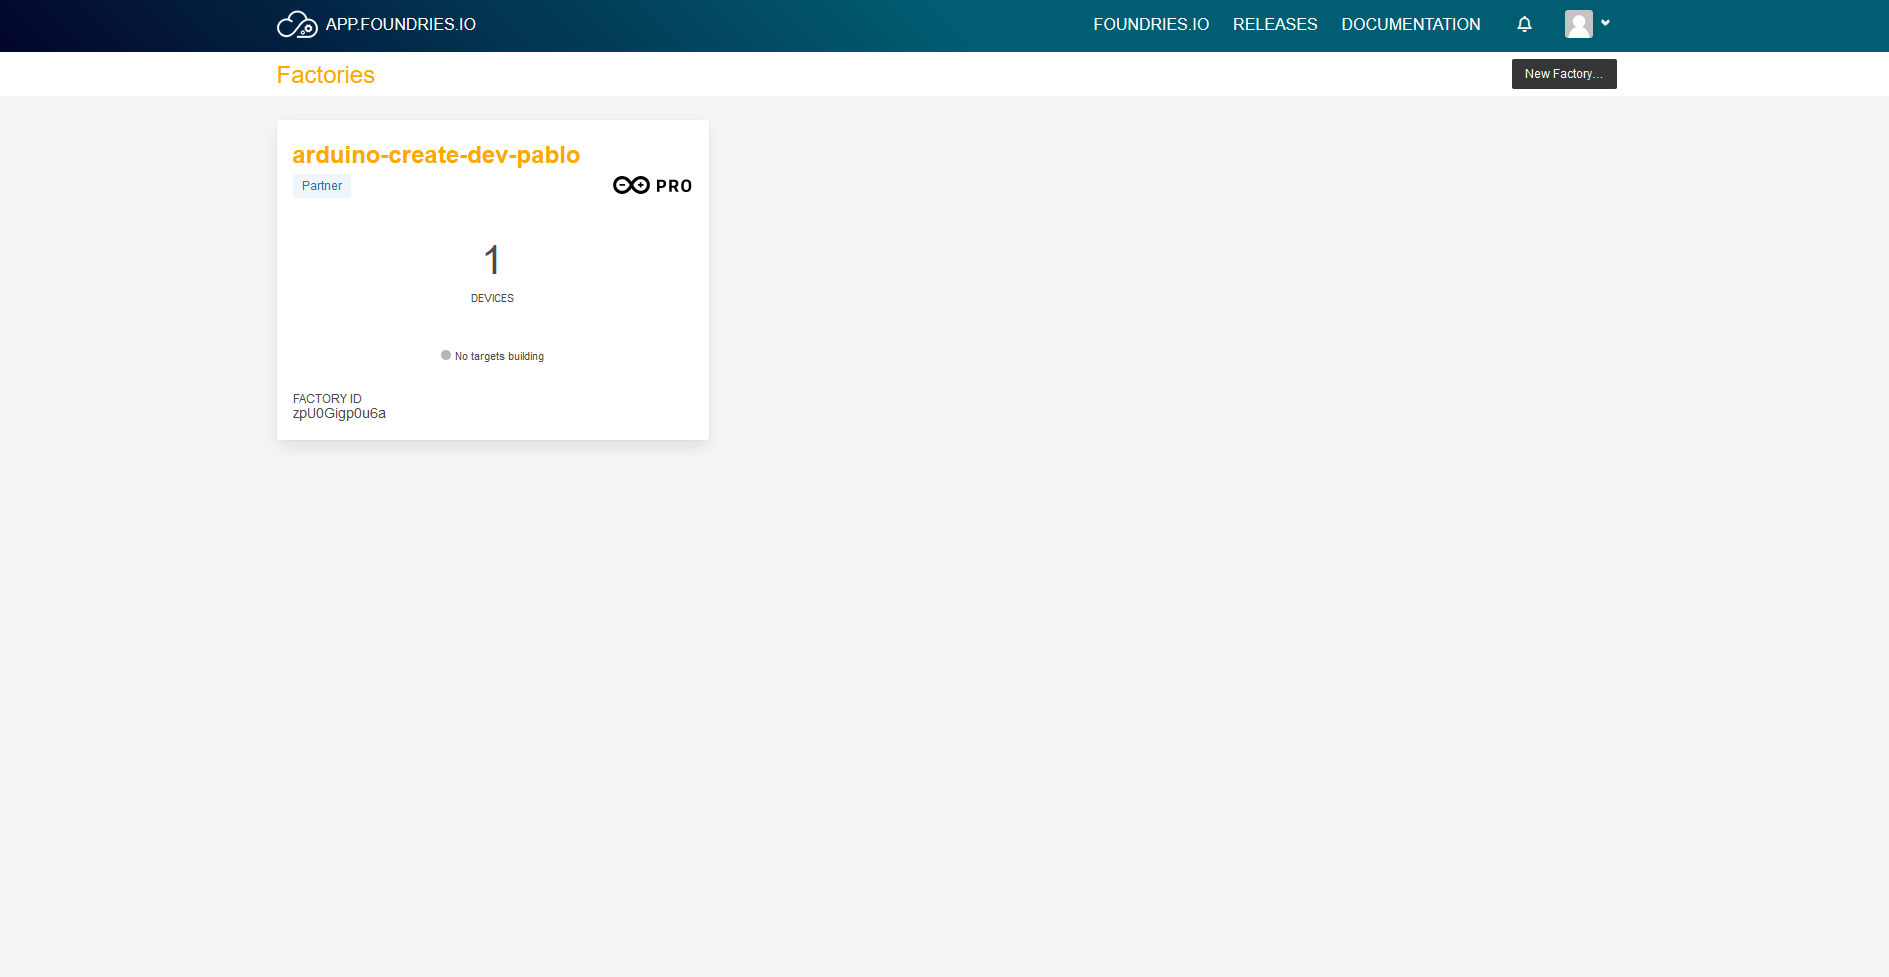 APP.FOUNDRIES.IO
FOUNDRIES.IO RELEASES DOCUMENTATION
Factories
New Factory...
arduino-create-dev-pablo
Partner
PRO
1
DEVICES
No targets building
FACTORY ID
zpU0Gigp0u6a